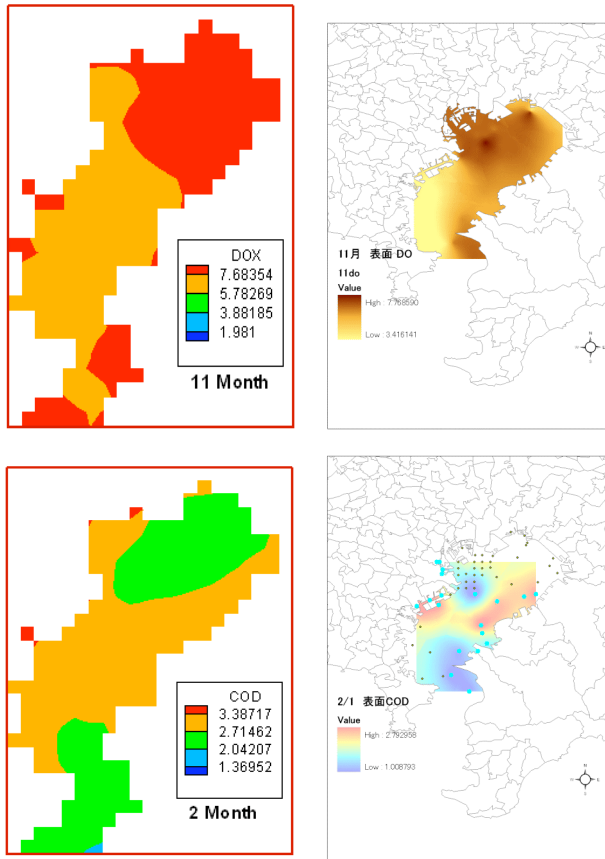 DOX
7.68354
5.78269
3.88185
1.981
11 Month
11月 表面 DO
11do
Value
High : 7.768590
Low : 3.416141
COD
3.38717
2.71462
2.04207
1.36952
2 Month
2/1 表面COD
Value
High : 2.792958
Low : 1.008793